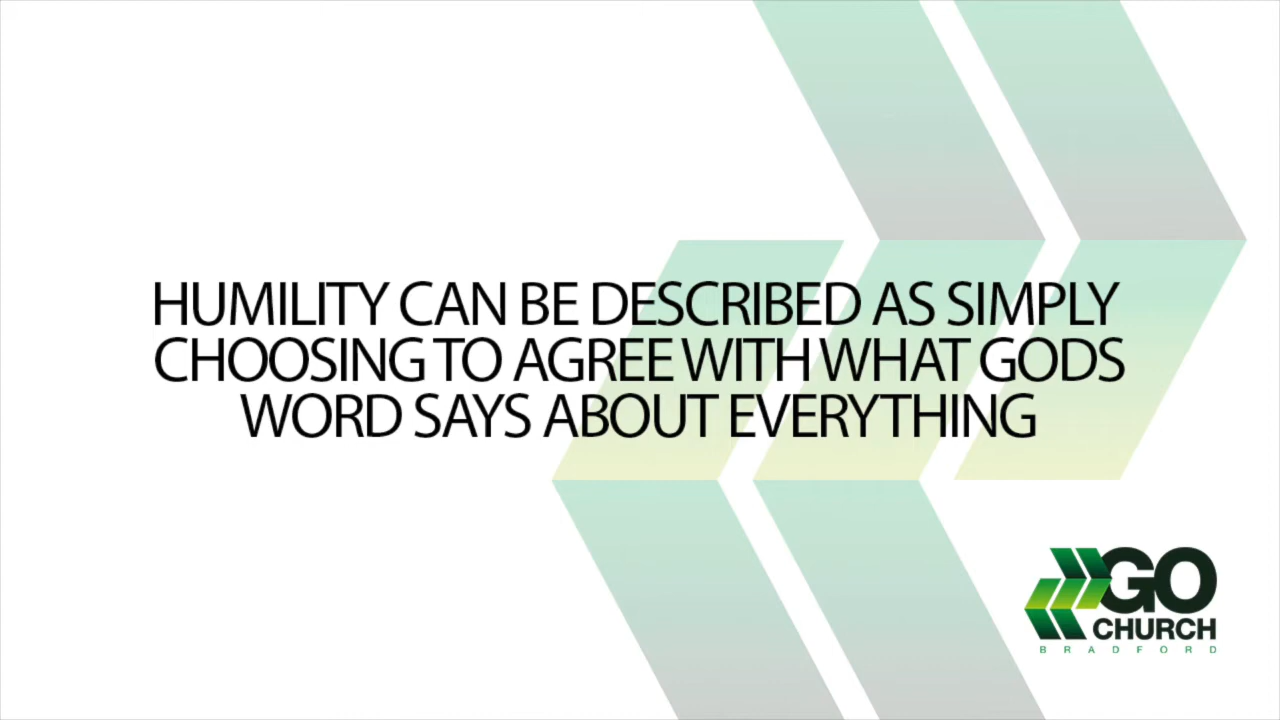 HUMILITY CAN BE DESCRIBED AS SIMPLY
CHOOSING TO AGREE WITH WHAT GODS
WORD SAYS ABOUT EVERYTHING
GO
CHURCH
BRADFORD